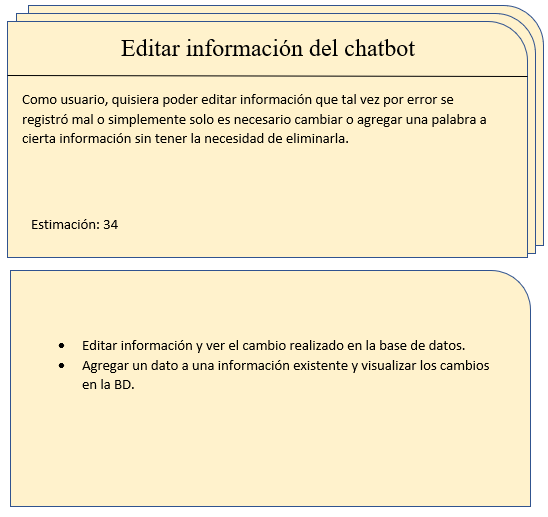 Editar información del chatbot
Como usuario, quisiera poder editar información que tal vez por error se
registró mal o simplemente solo es necesario cambiar o agregar una palabra a
cierta información sin tener la necesidad de eliminarla.
Estimación: 34
• Editar información y ver el cambio realizado en la base de datos.
• Agregar un dato a una información existente y visualizar los cambios
en la BD.